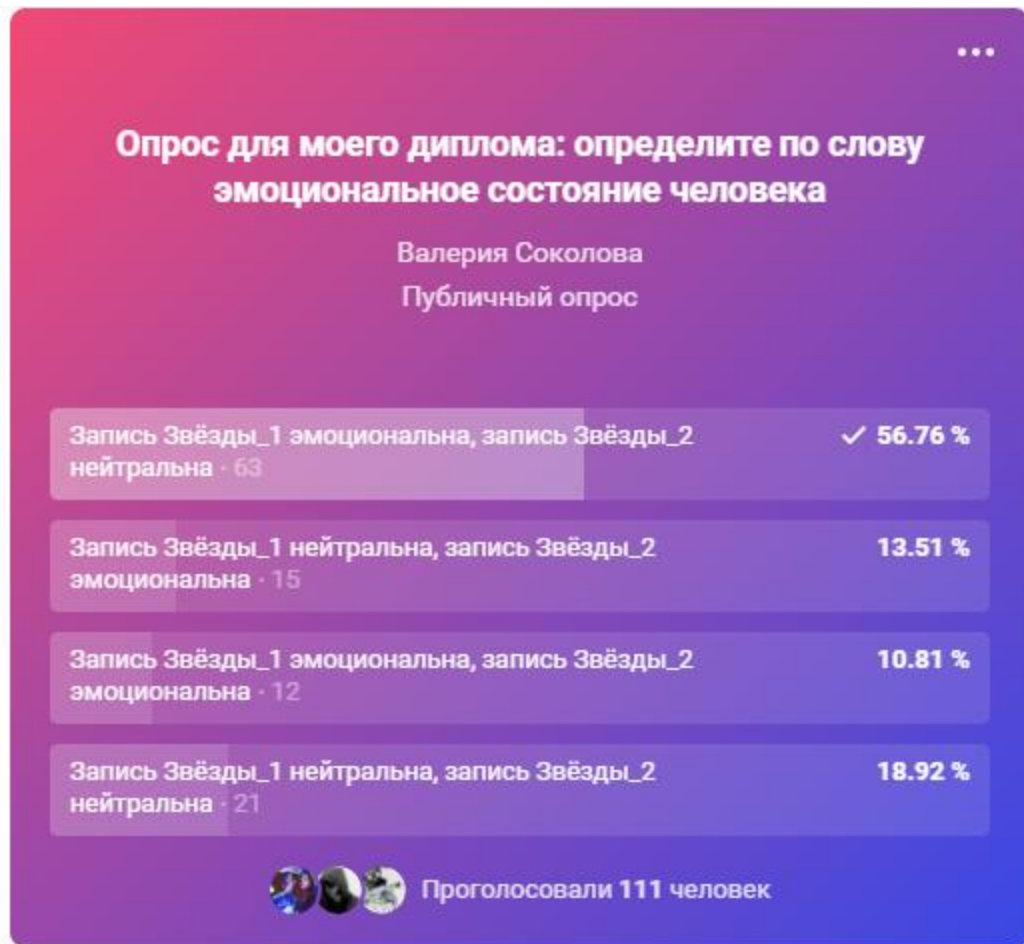 Опрос для моего диплома: определите по слову
эмоциональное состояние человека
Валерия Соколова
Публичный опрос
Запись Звёзды_1 эмоциональна, запись Звёзды_2 56.76 %
нейтральна · 63
Запись Звёзды_1 нейтральна, запись Звёзды_2 13.51 %
эмоциональна · 15
Запись Звёзды_1 эмоциональна, запись Звёзды_2 10.81 %
эмоциональна · 12
Запись Звёзды_1 нейтральна, запись Звёзды_2 18.92 %
нейтральна · 21
Проголосовали 111 человек